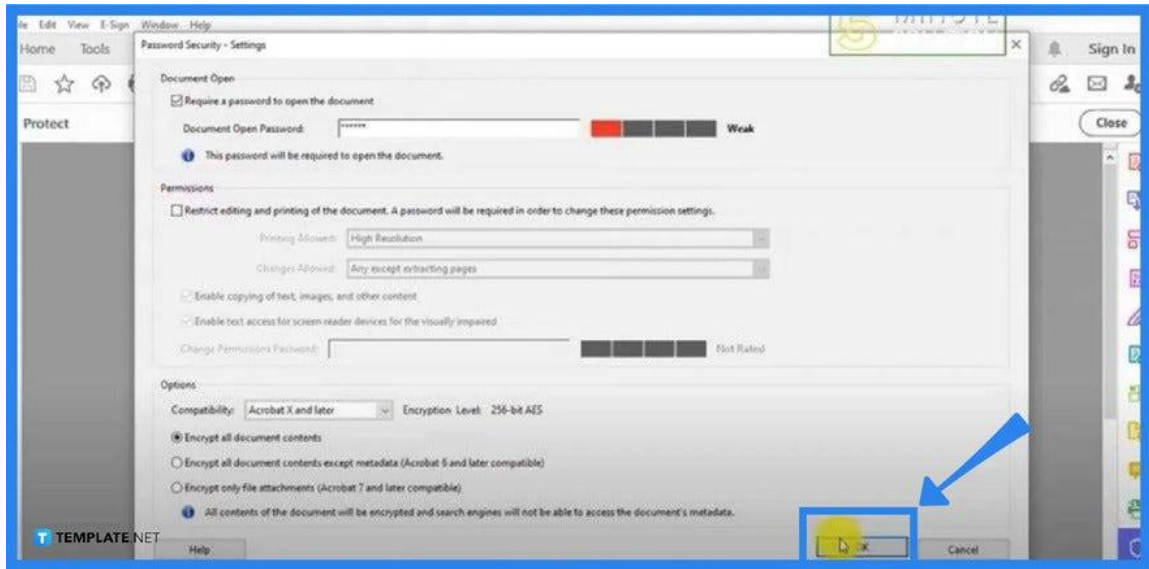 Edit View E-Sign Window Help
Home Tools
Sign In
Password Security - Settings
Document Open
Require a password to open the document
Protect
Close
Document Open Password: ******
Weak
This password will be required to open the document.
Permissions
Restrict editing and printing of the document. A password will be required in order to change these permission settings.
Printing Allowed: High Resolution
Changes Allowed: Any except extracting pages
Enable copying of text, images, and other content
Enable text access for screen reader devices for the visually impaired
Change Permissions Password:
Not Rated
Options
Compatibility: Acrobat X and later Encryption Level: 256-bit AES
Encrypt all document contents
Encrypt all document contents except metadata (Acrobat 6 and later compatible)
Encrypt only file attachments (Acrobat 7 and later compatible)
All contents of the document will be encrypted and search engines will not be able to access the document's metadata.
T TEMPLATE.NET
Help
Cancel